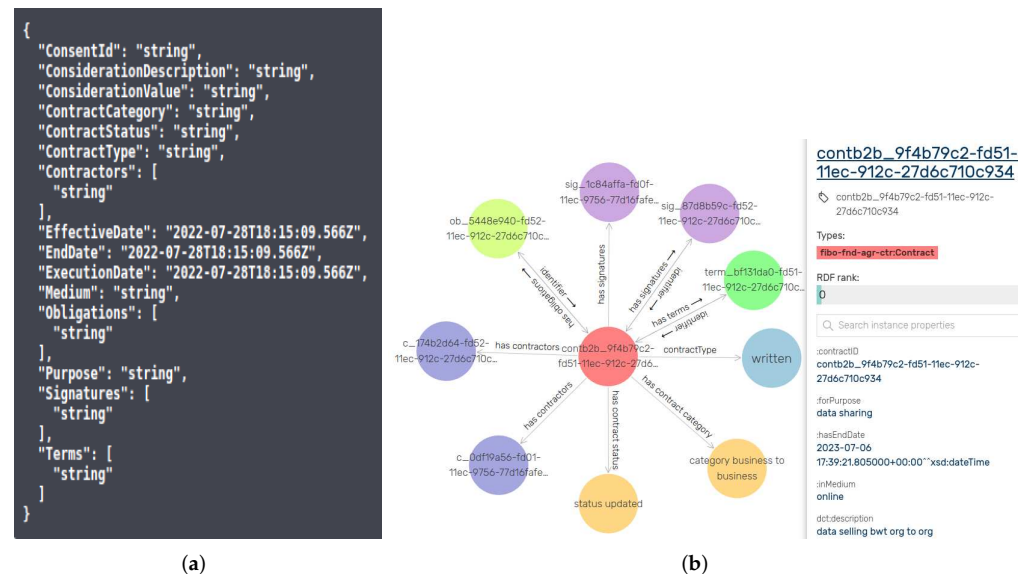 {
"ConsentId": "string",
"ConsiderationDescription": "string",
"ConsiderationValue": "string",
"ContractCategory": "string",
"ContractStatus": "string",
"ContractType": "string",
"Contractors": [
"string"
],
"EffectiveDate": "2022-07-28T18:15:09.566Z",
"EndDate": "2022-07-28T18:15:09.566Z",
"ExecutionDate": "2022-07-28T18:15:09.566Z",
"Medium": "string",
"Obligations": [
"string"
],
"Purpose": "string",
"Signatures": [
"string"
],
"Terms": [
"string"
]
}
(a)
sig_1c84affa-fd0f-
11ec-9756-77d16fafe...
sig_87d8b59c-fd52-
11ec-912c-27d6c710c...
ob_5448e940-fd52-
11ec-912c-27d6c710c...
term_bf131da0-fd51-
11ec-912c-27d6c710c...
identifier →
← has obligations
has signatures
has signatures →
← identifier
has terms →
← identifier
c_174b2d64-fd52-
11ec-912c-27d6c710c...
has contractors
contb2b_9f4b79c2-
fd51-11ec-912c-27d6...
contractType
written
has contractors
has contract status
has contract category
c_0df19a56-fd01-
11ec-9756-77d16fafe...
status updated
category business to
business
contb2b_9f4b79c2-fd51-
11ec-912c-27d6c710c934
contb2b_9f4b79c2-fd51-11ec-912c-
27d6c710c934
Types:
fibo-fnd-agr-ctr:Contract
RDF rank:
0
Search instance properties
:contractID
contb2b_9f4b79c2-fd51-11ec-912c-
27d6c710c934
:forPurpose
data sharing
:hasEndDate
2023-07-06
17:39:21.805000+00:00^^xsd:dateTime
:inMedium
online
dct:description
data selling bwt org to org
(b)